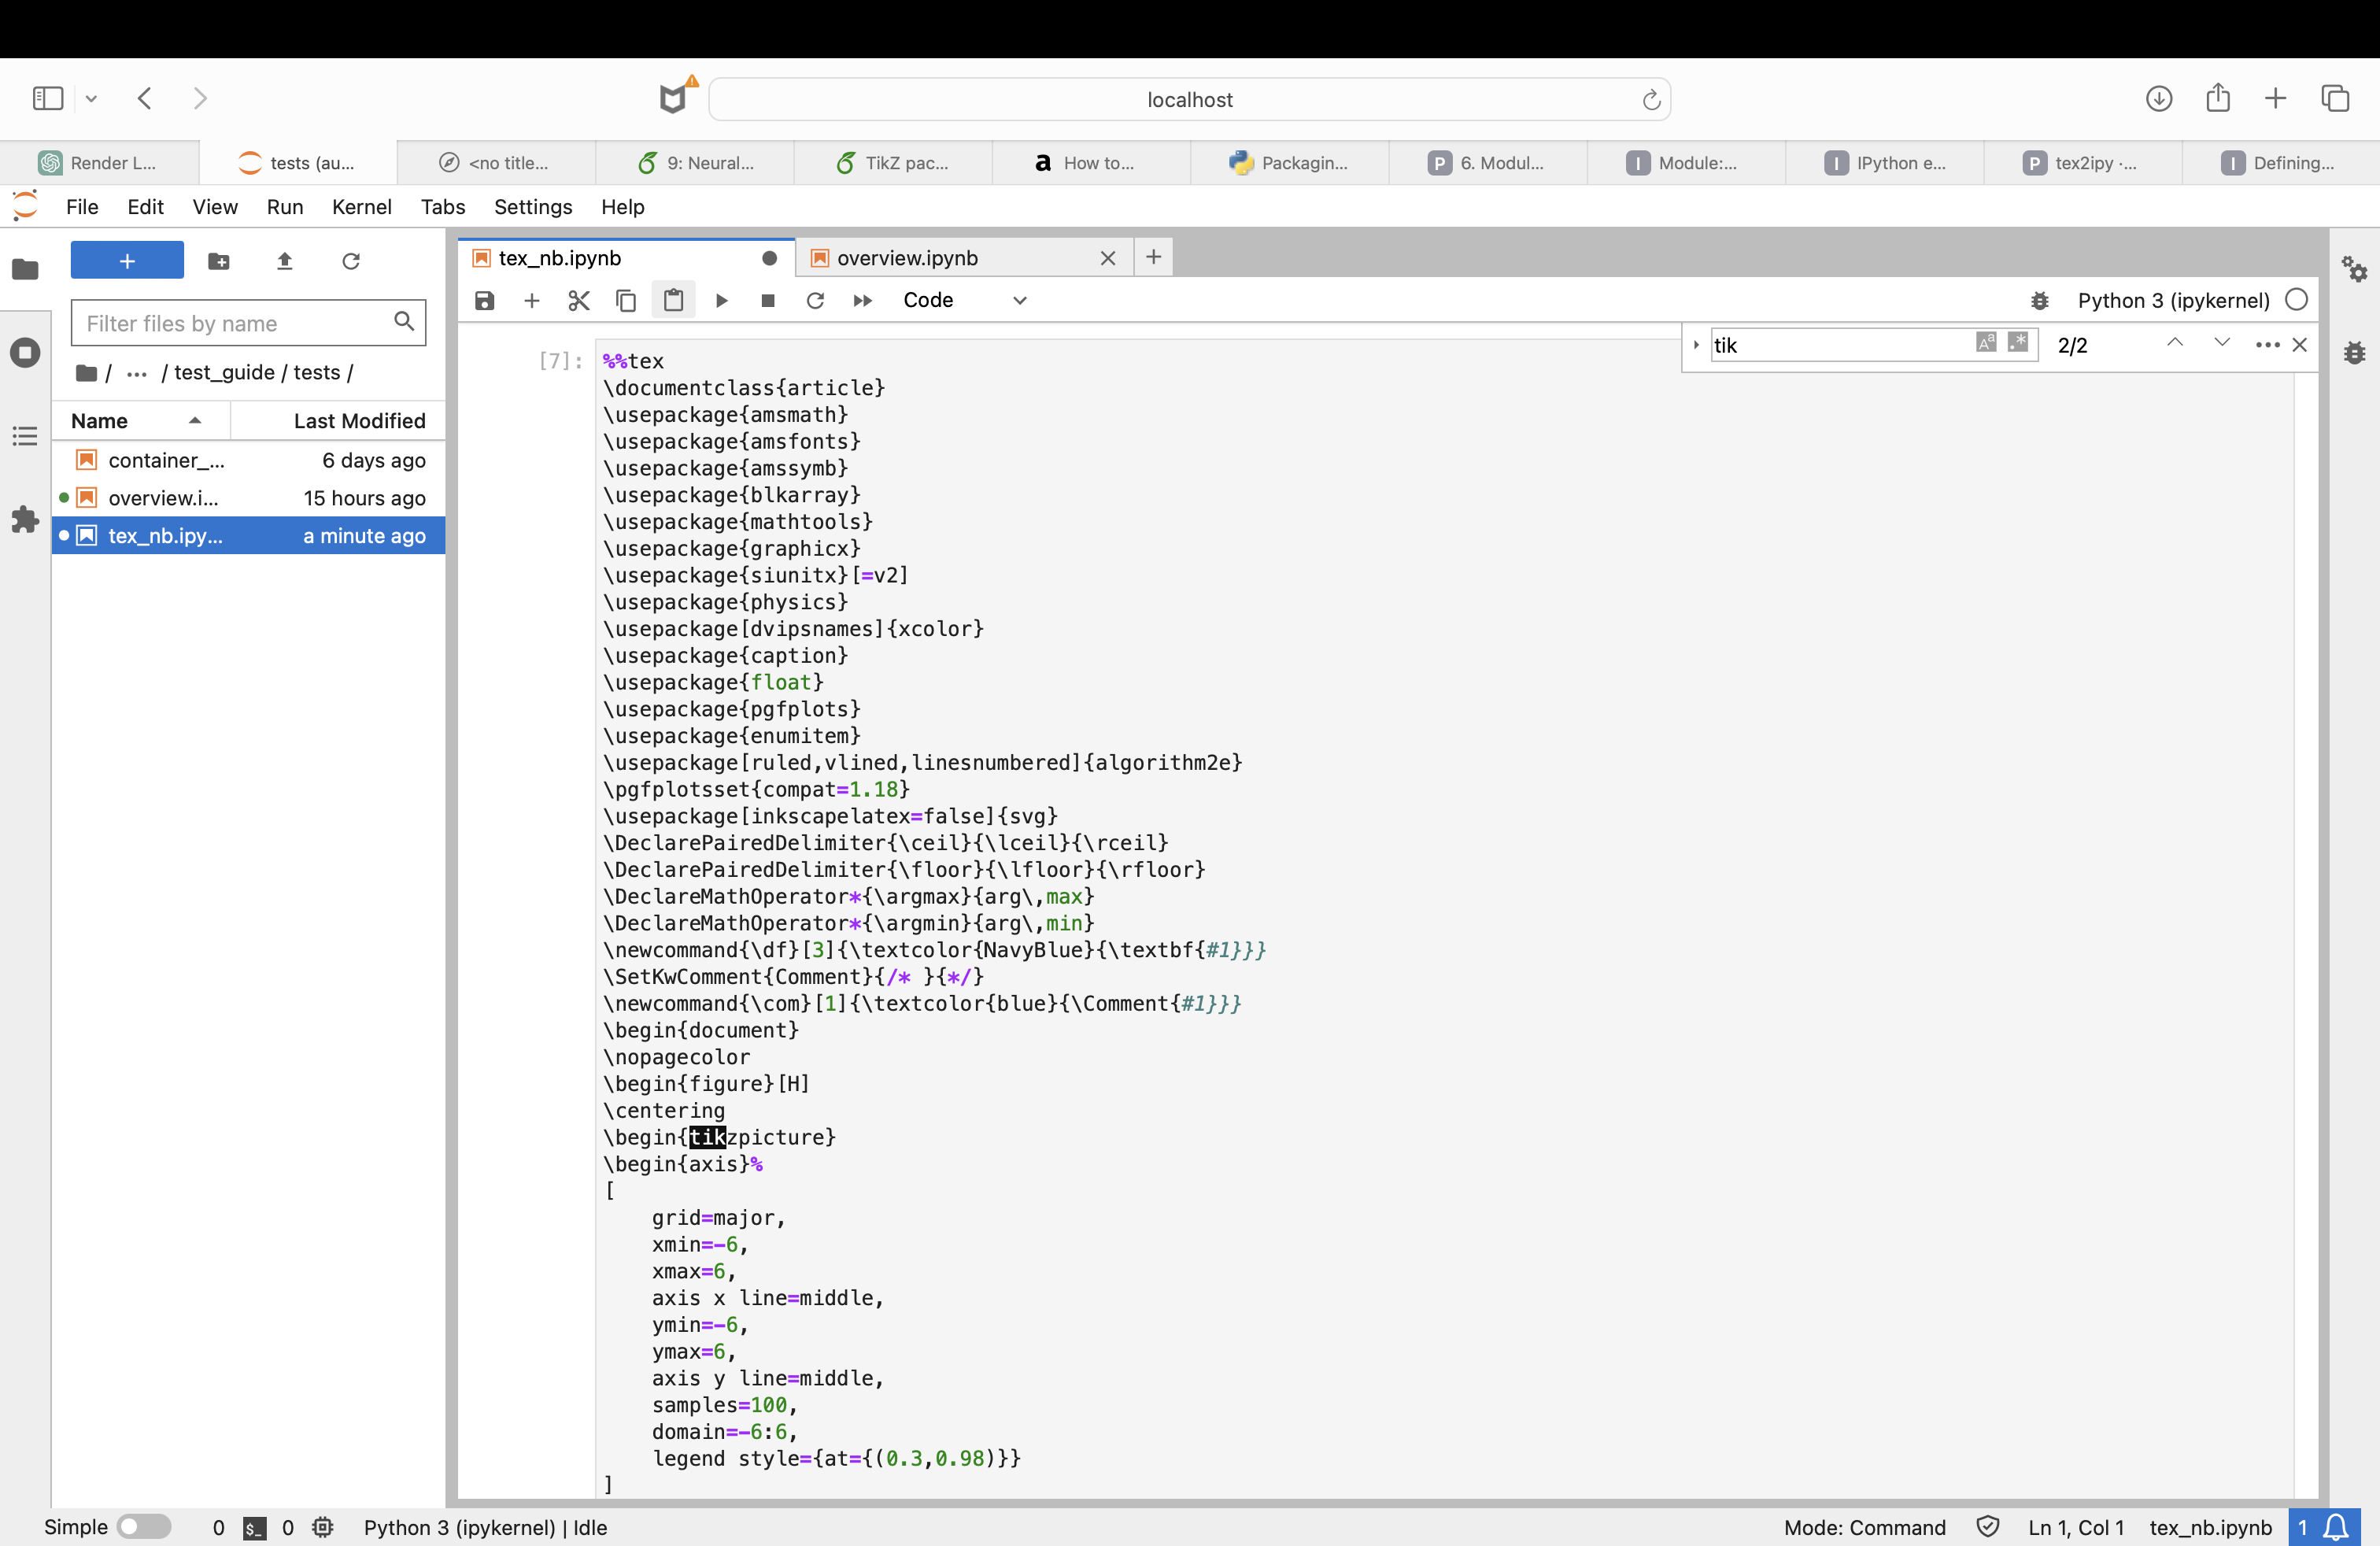 localhost
Render L...
tests (au...
<no title...
9: Neural...
TikZ pac...
How to...
Packagin...
6. Modul...
Module:...
IPython e...
tex2ipy ·...
Defining...
File Edit View Run Kernel Tabs Settings Help
tex_nb.ipynb
overview.ipynb
Code
Python 3 (ipykernel)
Filter files by name
/ ... / test_guide / tests /
Name Last Modified
container_... 6 days ago
overview.i... 15 hours ago
tex_nb.ipy... a minute ago
tik
2/2
[7]:
%%tex
\documentclass{article}
\usepackage{amsmath}
\usepackage{amsfonts}
\usepackage{amssymb}
\usepackage{blkarray}
\usepackage{mathtools}
\usepackage{graphicx}
\usepackage{siunitx}[=v2]
\usepackage{physics}
\usepackage[dvipsnames]{xcolor}
\usepackage{caption}
\usepackage{float}
\usepackage{pgfplots}
\usepackage{enumitem}
\usepackage[ruled,vlined,linesnumbered]{algorithm2e}
\pgfplotsset{compat=1.18}
\usepackage[inkscapelatex=false]{svg}
\DeclarePairedDelimiter{\ceil}{\lceil}{\rceil}
\DeclarePairedDelimiter{\floor}{\lfloor}{\rfloor}
\DeclareMathOperator*{\argmax}{arg\,max}
\DeclareMathOperator*{\argmin}{arg\,min}
\newcommand{\df}[3]{\textcolor{NavyBlue}{\textbf{#1}}}
\SetKwComment{Comment}{/* }{*/}
\newcommand{\com}[1]{\textcolor{blue}{\Comment{#1}}}
\begin{document}
\nopagecolor
\begin{figure}[H]
\centering
\begin{tikzpicture}
\begin{axis}%
[
    grid=major,
    xmin=-6,
    xmax=6,
    axis x line=middle,
    ymin=-6,
    ymax=6,
    axis y line=middle,
    samples=100,
    domain=-6:6,
    legend style={at={(0.3,0.98)}}
]
Simple 0 $_ 0 Python 3 (ipykernel) | Idle
Mode: Command Ln 1, Col 1 tex_nb.ipynb 1